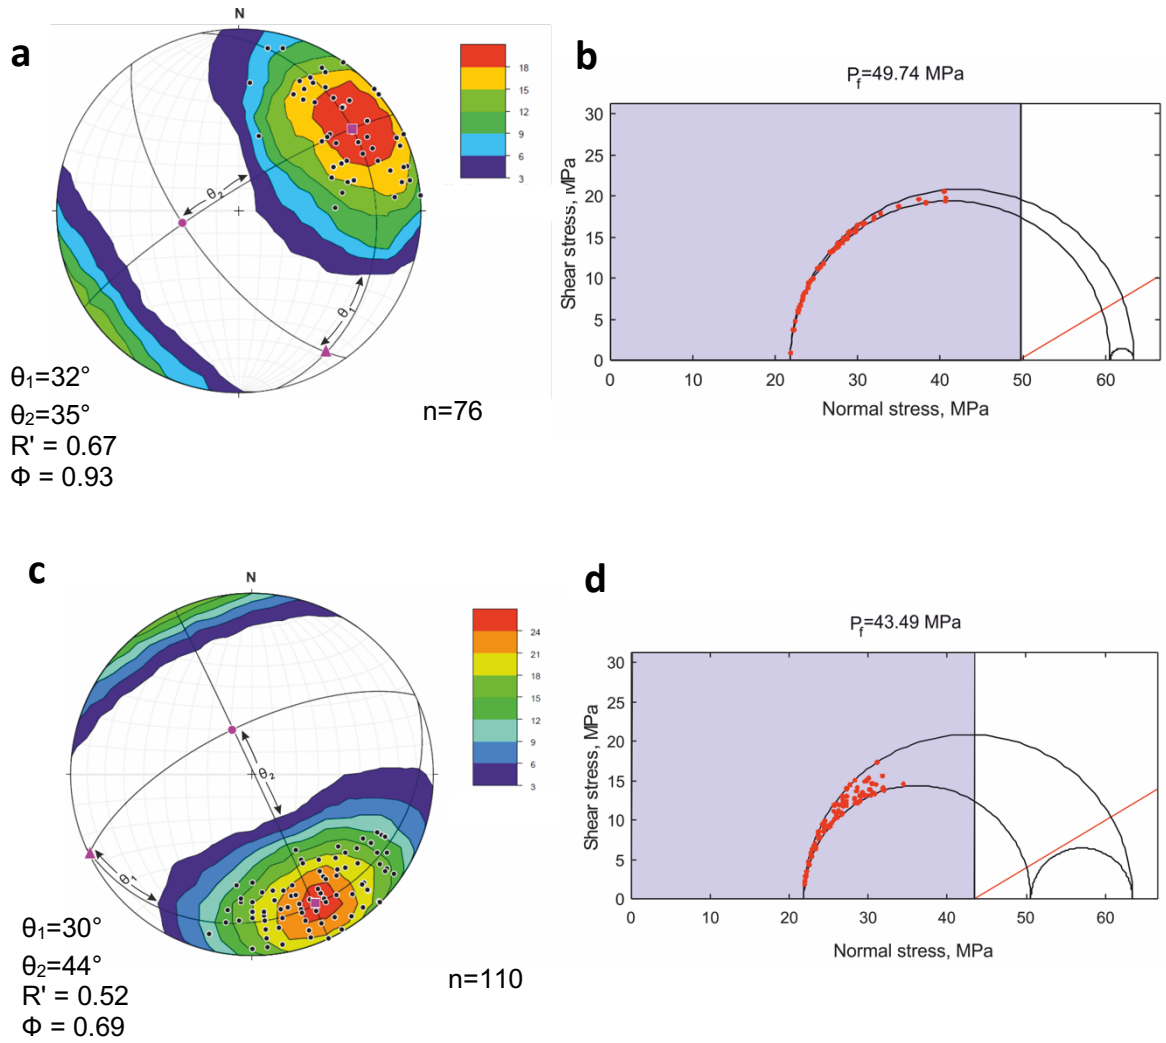 a
N
18
15
12
9
6
3
θ2
θ1
θ1=32°
θ2=35°
R' = 0.67
Φ = 0.93
n=76
b
Pf=49.74 MPa
30
25
20
15
10
5
0
Shear stress, MPa
0 10 20 30 40 50 60
Normal stress, MPa
c
N
24
21
18
15
12
9
6
3
θ2
θ1
θ1=30°
θ2=44°
R' = 0.52
Φ = 0.69
n=110
d
Pf=43.49 MPa
30
25
20
15
10
5
0
Shear stress, MPa
0 10 20 30 40 50 60
Normal stress, MPa